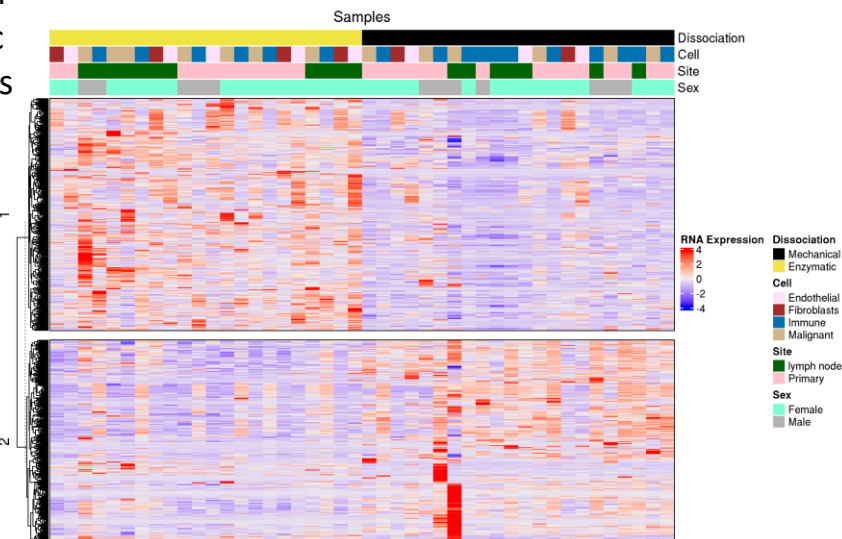 Samples
c
s
Dissociation
Cell
Site
Sex
1
2
RNA Expression
4
2
0
-2
-4
Dissociation
Mechanical
Enzymatic
Cell
Endothelial
Fibroblasts
Immune
Malignant
Site
lymph node
Primary
Sex
Female
Male